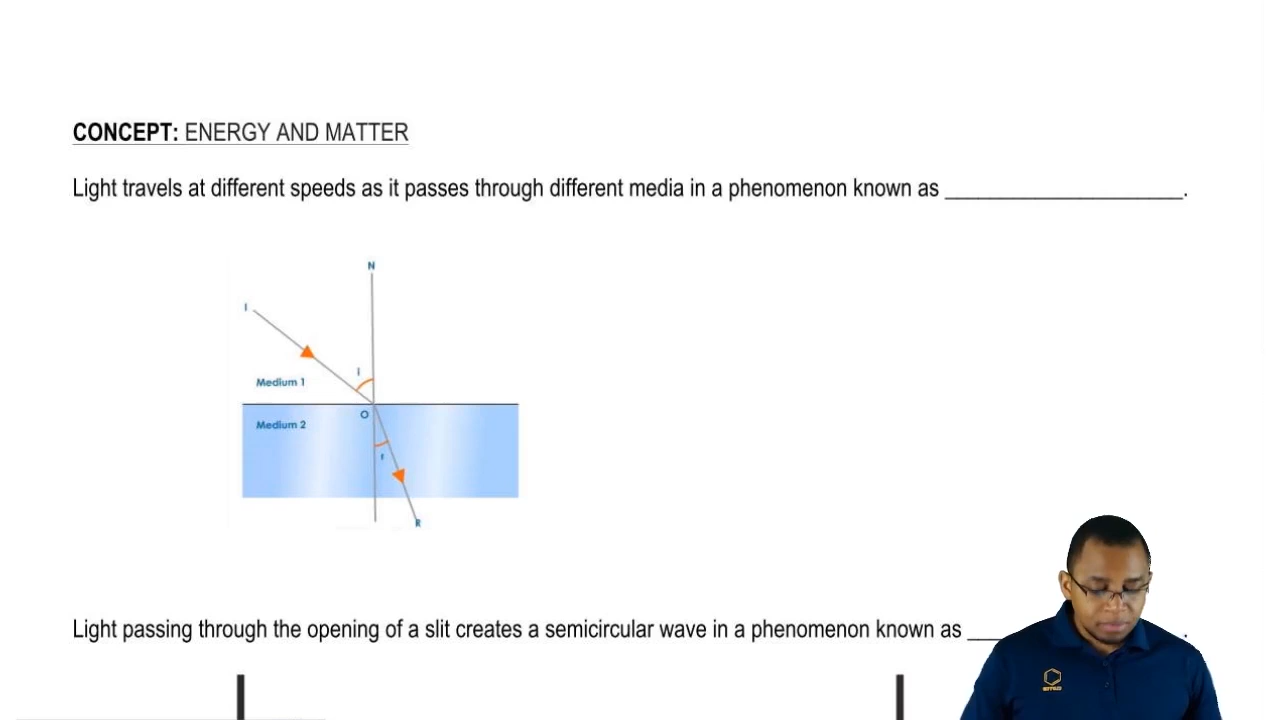 CONCEPT: ENERGY AND MATTER
Light travels at different speeds as it passes through different media in a phenomenon known as ____________________.
N
I
I
Medium 1
O
Medium 2
r
R
Light passing through the opening of a slit creates a semicircular wave in a phenomenon known as ___ .